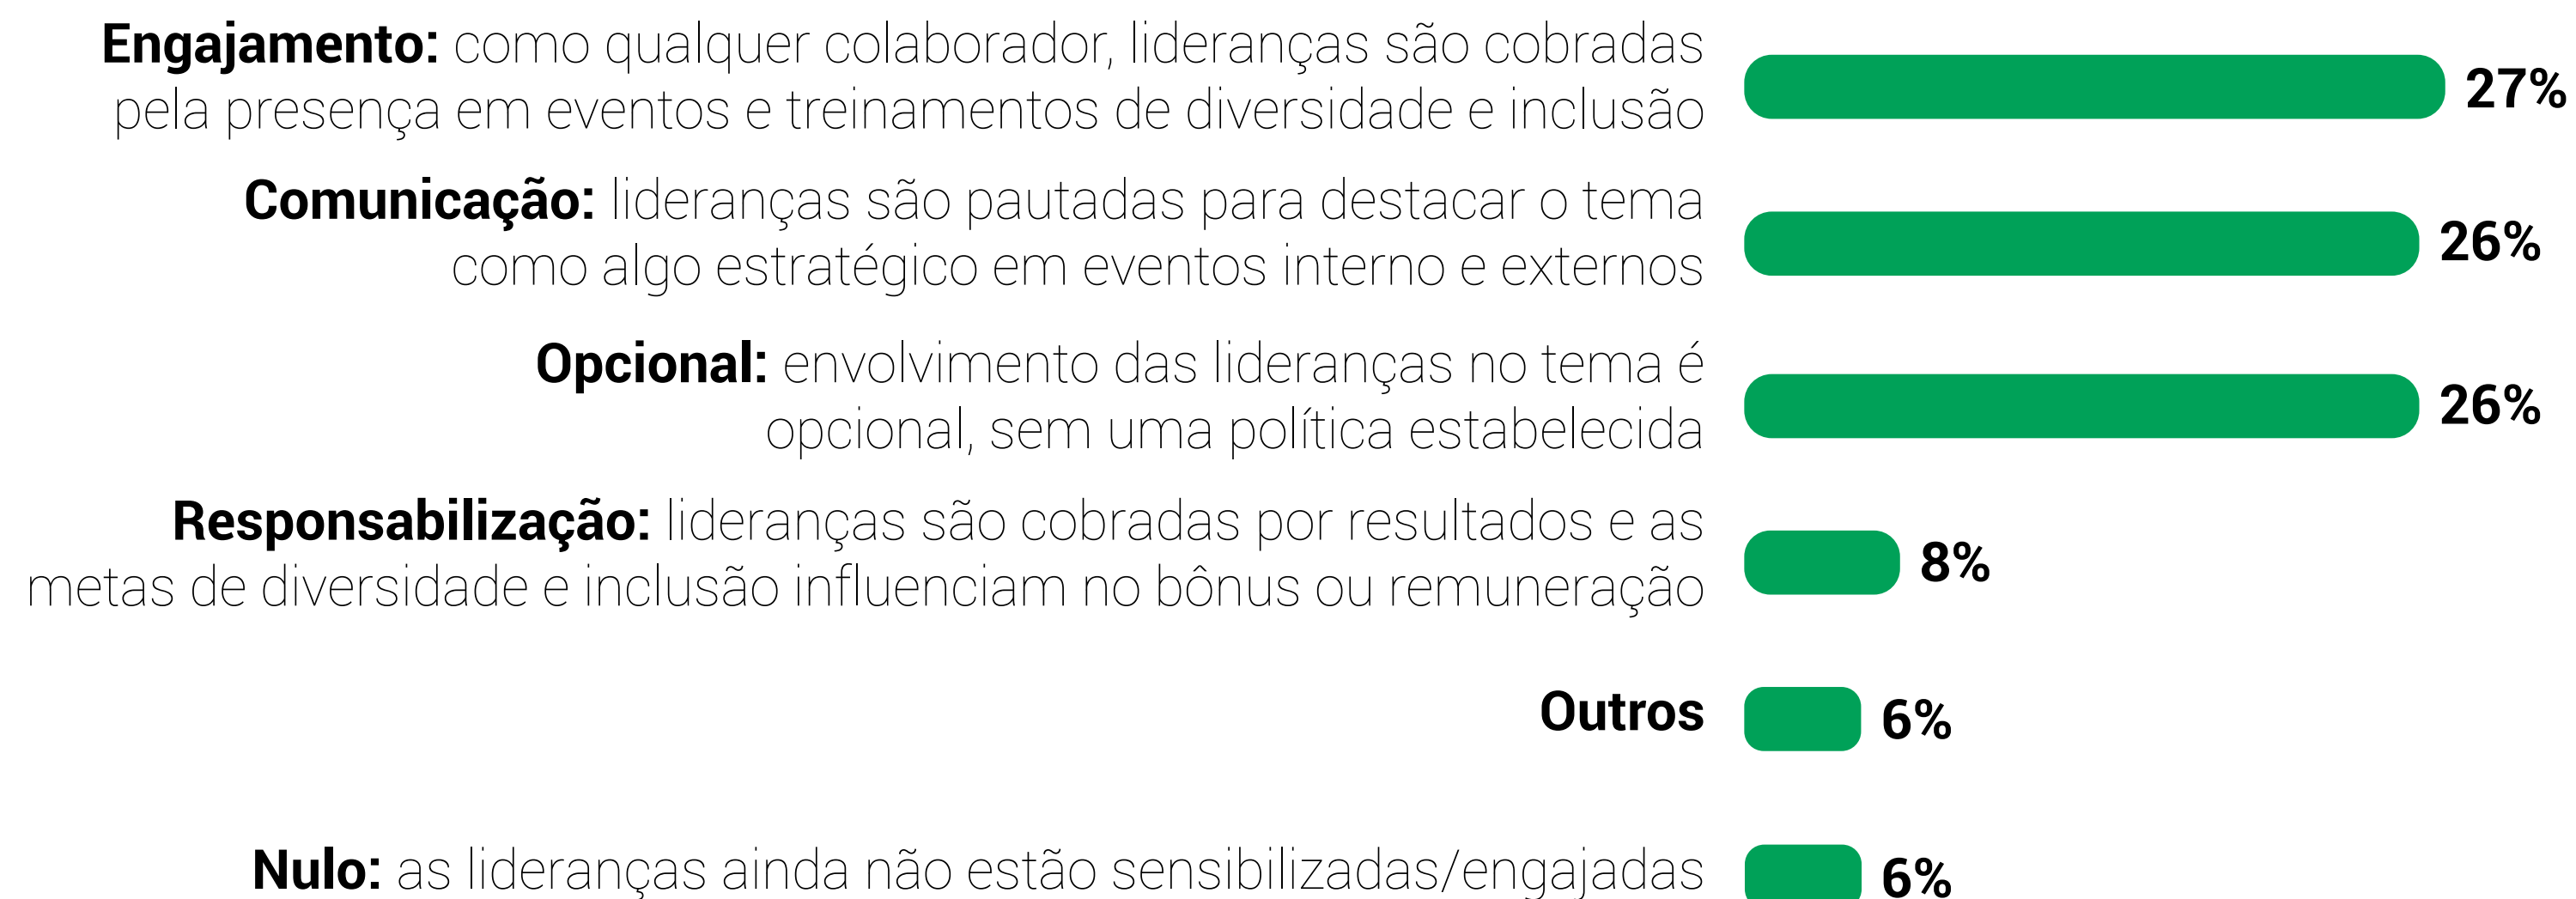 Engajamento: como qualquer colaborador, lideranças são cobradas
pela presença em eventos e treinamentos de diversidade e inclusão
27%
Comunicação: lideranças são pautadas para destacar o tema
como algo estratégico em eventos interno e externos
26%
Opcional: envolvimento das lideranças no tema é
opcional, sem uma política estabelecida
26%
Responsabilização: lideranças são cobradas por resultados e as
metas de diversidade e inclusão influenciam no bônus ou remuneração
8%
Outros
6%
Nulo: as lideranças ainda não estão sensibilizadas/engajadas
6%